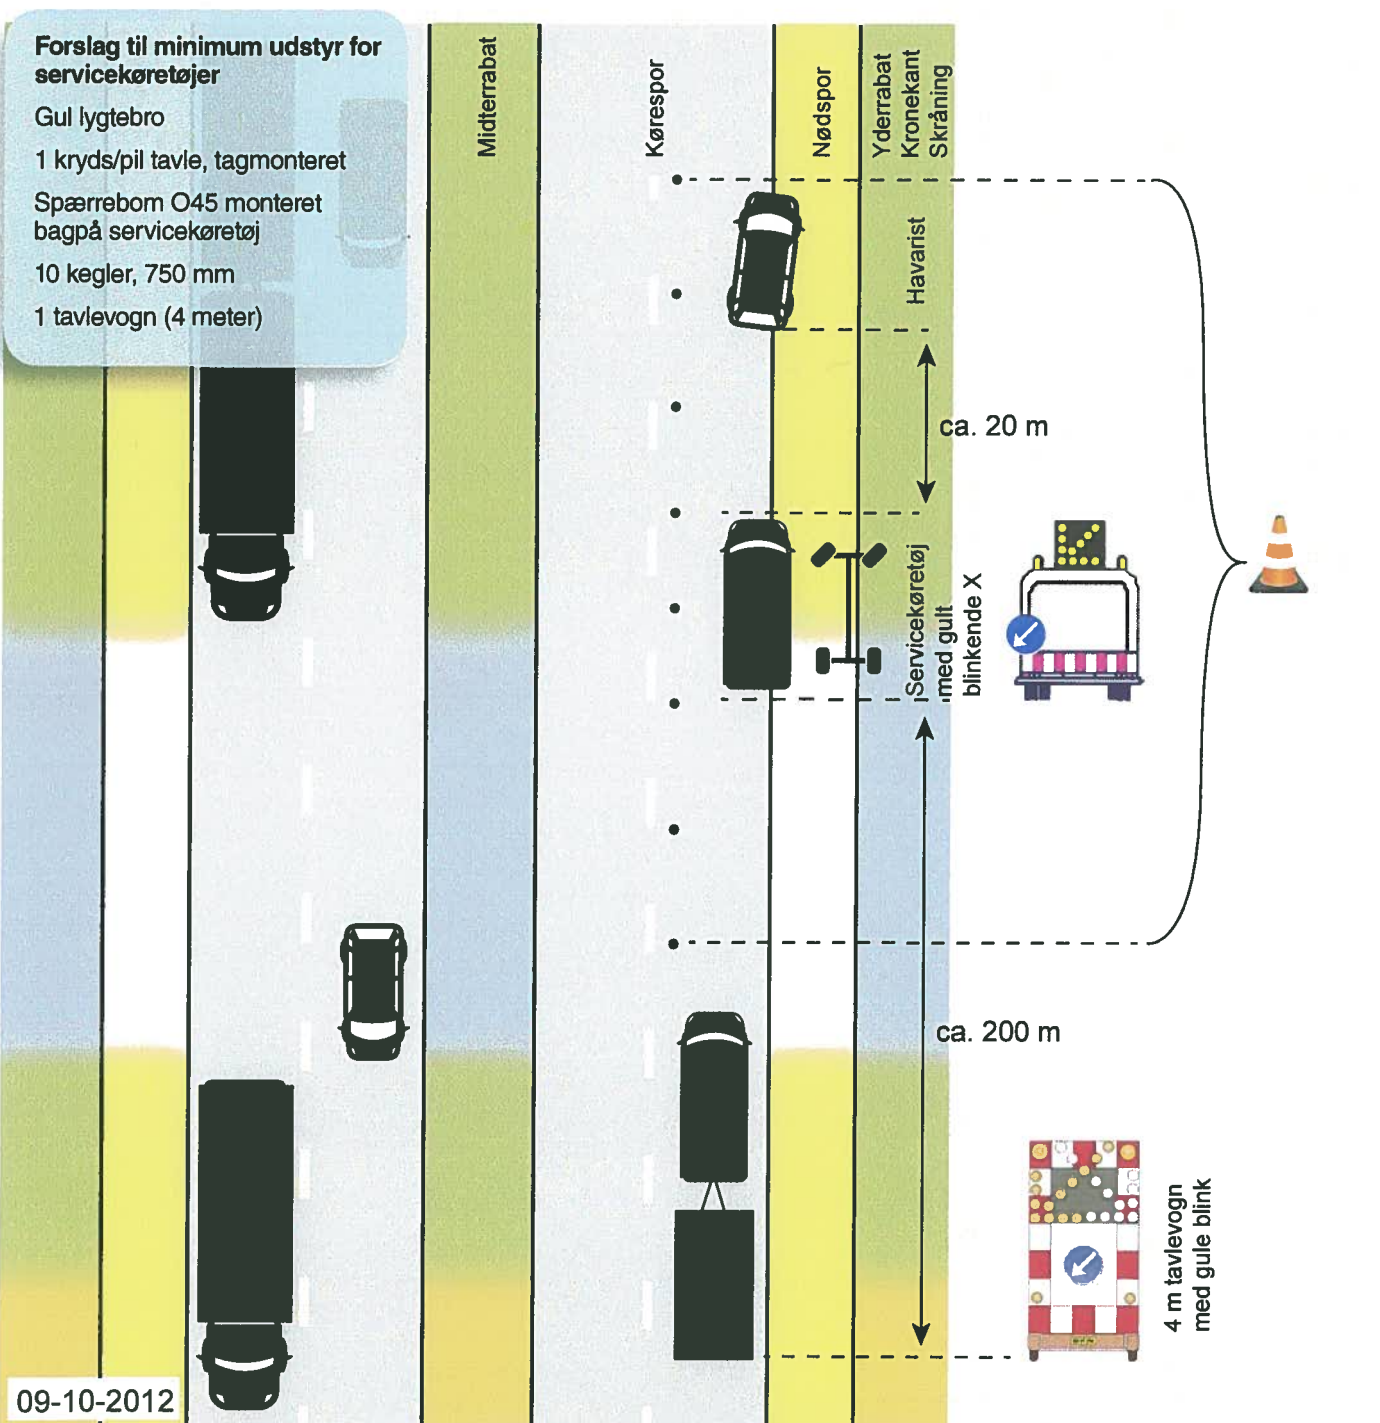 Forslag til minimum udstyr for
servicekøretøjer
Gul lygtebro
1 kryds/pil tavle, tagmonteret
Spærrebom O45 monteret
bagpå servicekøretøj
10 kegler, 750 mm
1 tavlevogn (4 meter)
Midterrabat
Kørespor
Nødspor
Yderrabat
Kronekant
Skråning
Havarist
ca. 20 m
Servicekøretøj
med gult
blinkende X
ca. 200 m
4 m tavlevogn
med gule blink
09-10-2012